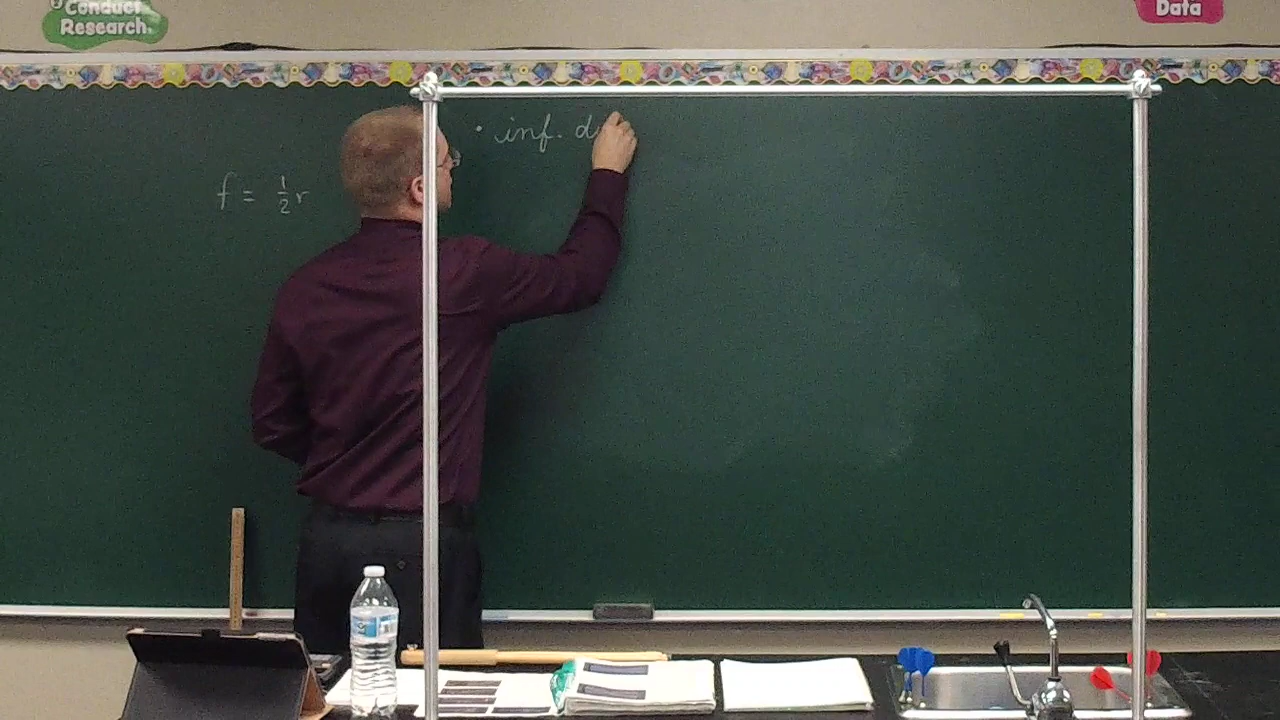 Conduct
Research.
Data
• inf. d
f = 1/2 r